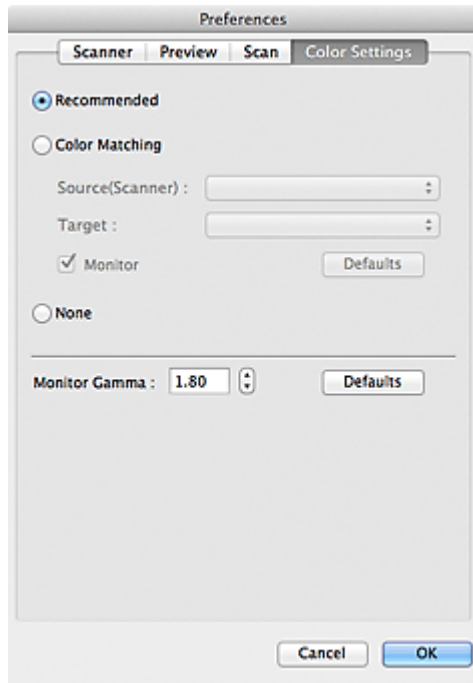 Preferences
Scanner Preview Scan Color Settings
Recommended
Color Matching
Source(Scanner) :
Target :
Monitor Defaults
None
Monitor Gamma : 1.80 Defaults
Cancel OK